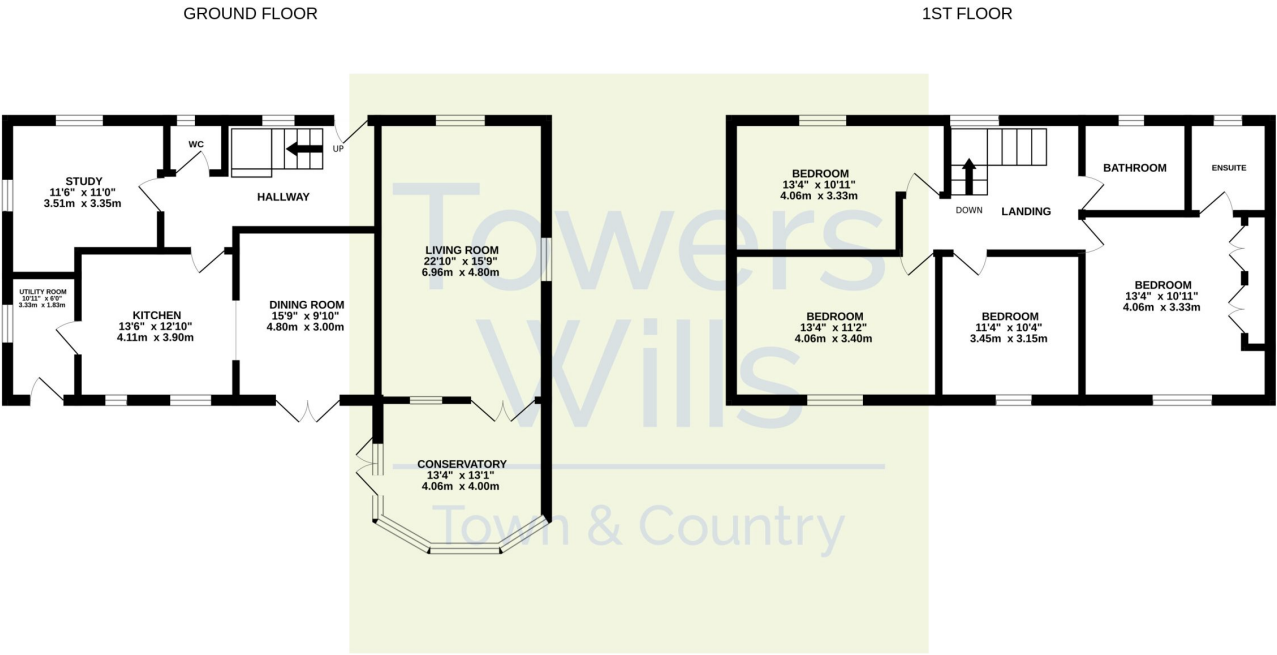 GROUND FLOOR
1ST FLOOR
WC
UP
STUDY
11'6" x 11'0"
3.51m x 3.35m
HALLWAY
LIVING ROOM
22'10" x 15'9"
6.96m x 4.80m
UTILITY ROOM
10'11" x 6'0"
3.33m x 1.83m
KITCHEN
13'6" x 12'10"
4.11m x 3.90m
DINING ROOM
15'9" x 9'10"
4.80m x 3.00m
CONSERVATORY
13'4" x 13'1"
4.06m x 4.00m
BEDROOM
13'4" x 10'11"
4.06m x 3.33m
DOWN
LANDING
BATHROOM
ENSUITE
BEDROOM
13'4" x 11'2"
4.06m x 3.40m
BEDROOM
11'4" x 10'4"
3.45m x 3.15m
BEDROOM
13'4" x 10'11"
4.06m x 3.33m
Towers
Wills
Town & Country